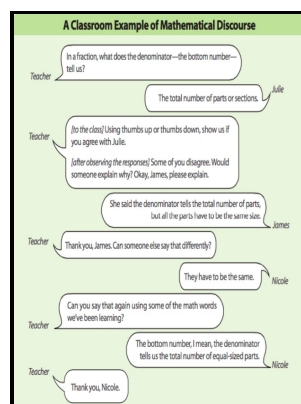 A Classroom Example of Mathematical Discourse
In a fraction, what does the denominator—the bottom number—
tell us?
Teacher
The total number of parts or sections.
Julie
[to the class] Using thumbs up or thumbs down, show us if
you agree with Julie.
Teacher
[after observing the responses] Some of you disagree. Would
someone explain why? Okay, James, please explain.
She said the denominator tells the total number of parts,
but all the parts have to be the same size.
James
Teacher
Thank you, James. Can someone else say that differently?
They have to be the same.
Nicole
Can you say that again using some of the math words
we've been learning?
Teacher
The bottom number, I mean, the denominator
tells us the total number of equal-sized parts.
Nicole
Teacher
Thank you, Nicole.